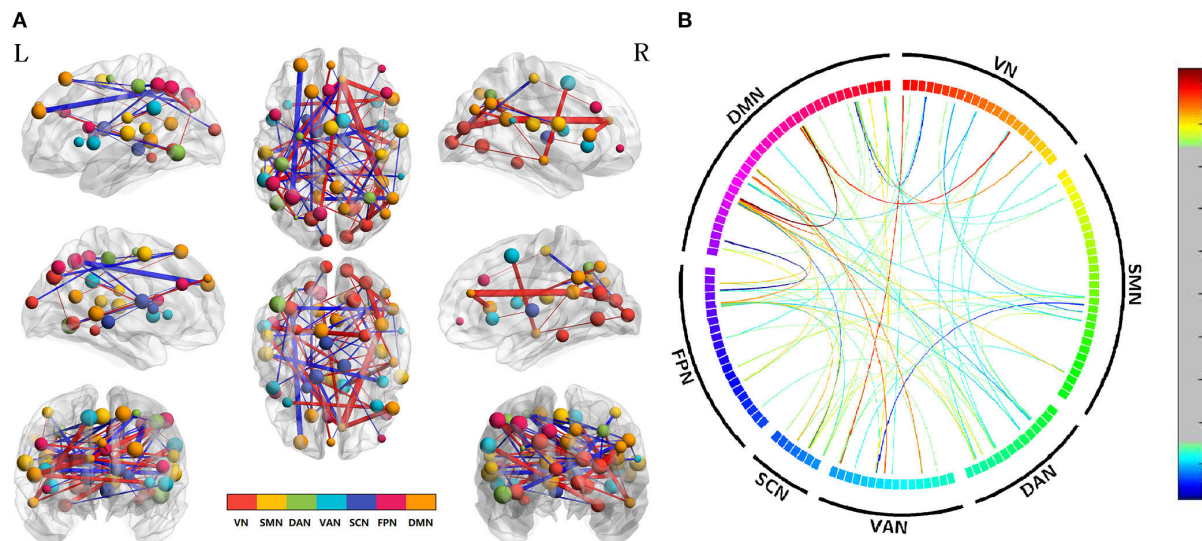 A
B
L
R
VN SMN DAN VAN SCN FPN DMN
DMN
VN
SMN
DAN
VAN
SCN
FPN